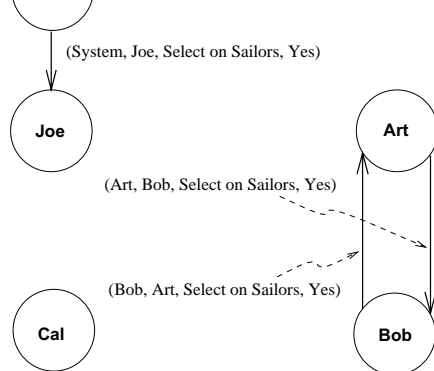 (System, Joe, Select on Sailors, Yes)
Joe
Art
(Art, Bob, Select on Sailors, Yes)
(Bob, Art, Select on Sailors, Yes)
Cal
Bob